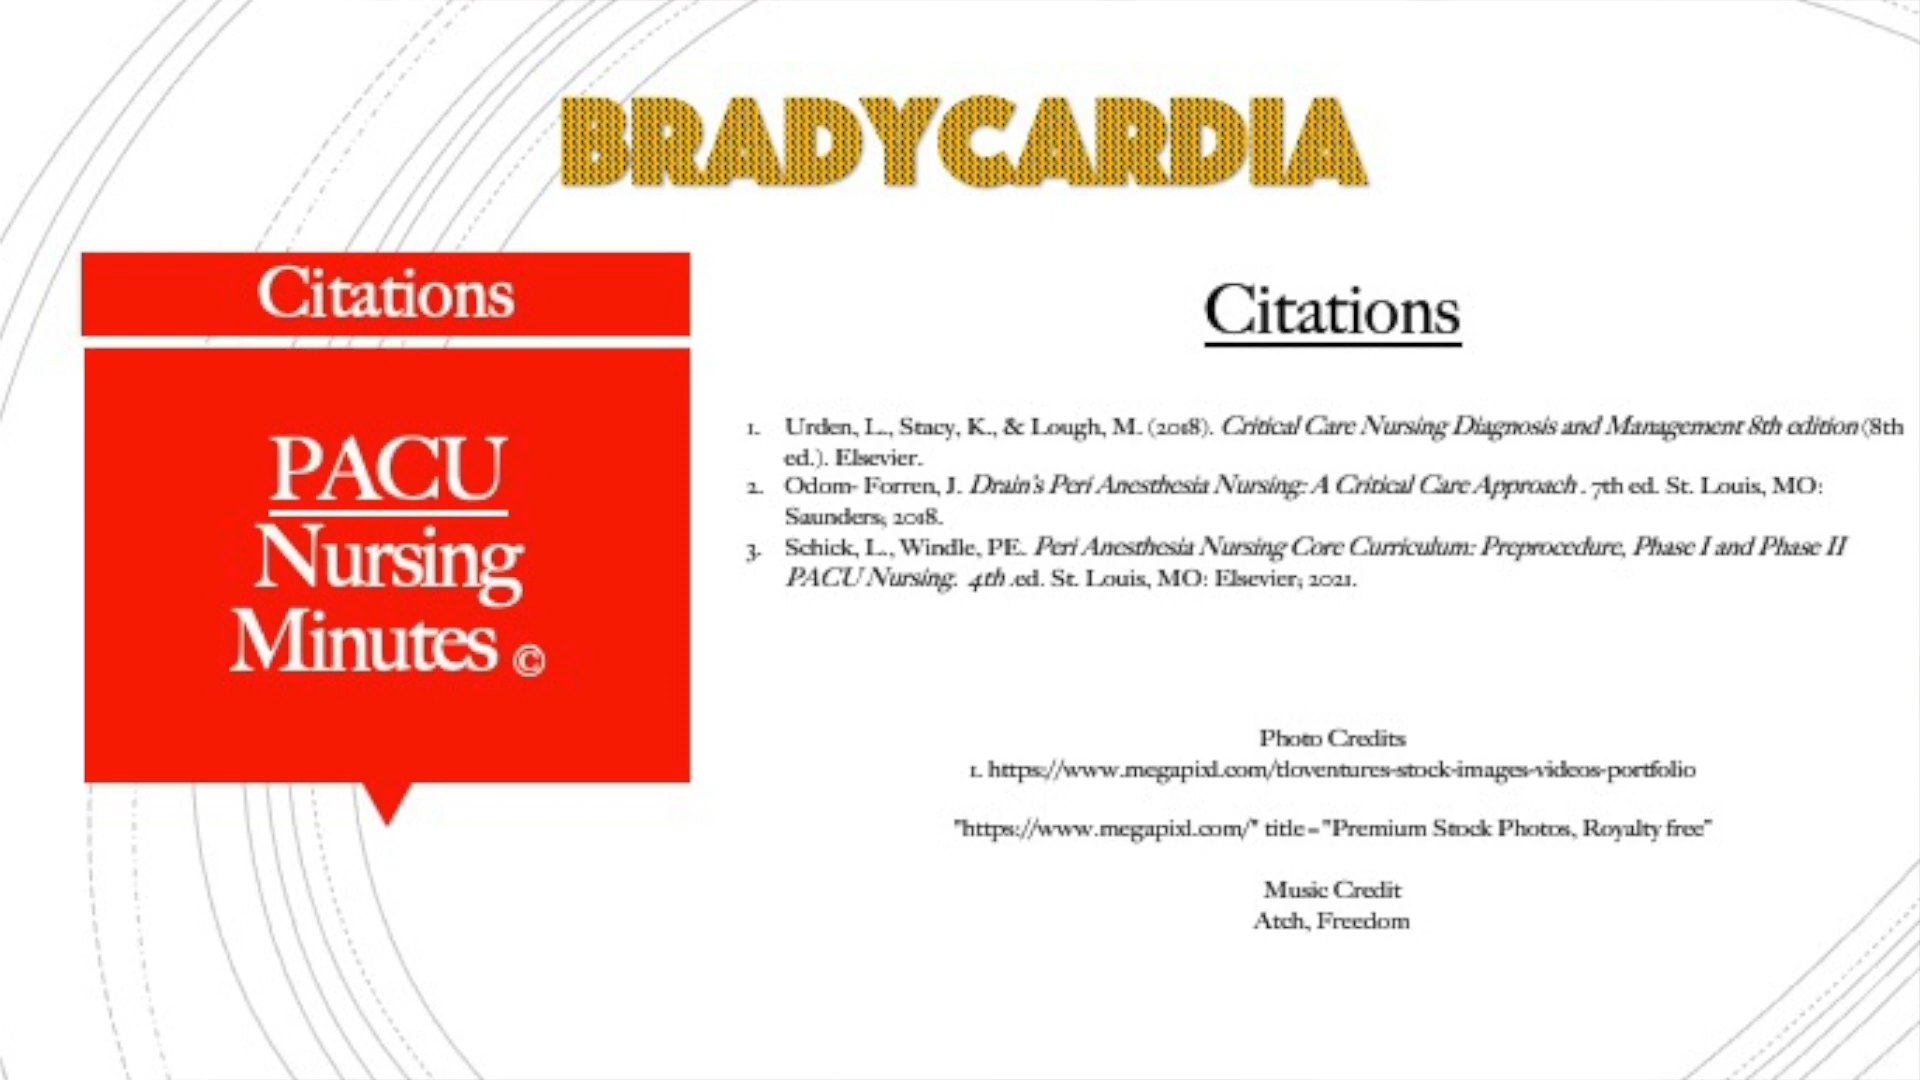 BRADYCARDIA
Citations
PACU
Nursing
Minutes ©
Citations
1. Urden, L., Stacy, K., & Lough, M. (2018). Critical Care Nursing Diagnosis and Management 8th edition (8th
ed.). Elsevier.
2. Odom- Forren, J. Drain's Peri Anesthesia Nursing: A Critical Care Approach . 7th ed. St. Louis, MO:
Saunders; 2018.
3. Schick, L., Windle, PE. Peri Anesthesia Nursing Core Curriculum: Preprocedure, Phase I and Phase II
PACU Nursing. 4th .ed. St. Louis, MO: Elsevier; 2021.
Photo Credits
1. https://www.megapixl.com/tloventures-stock-images-videos-portfolio
"https://www.megapixl.com/" title="Premium Stock Photos, Royalty free"
Music Credit
Atch, Freedom